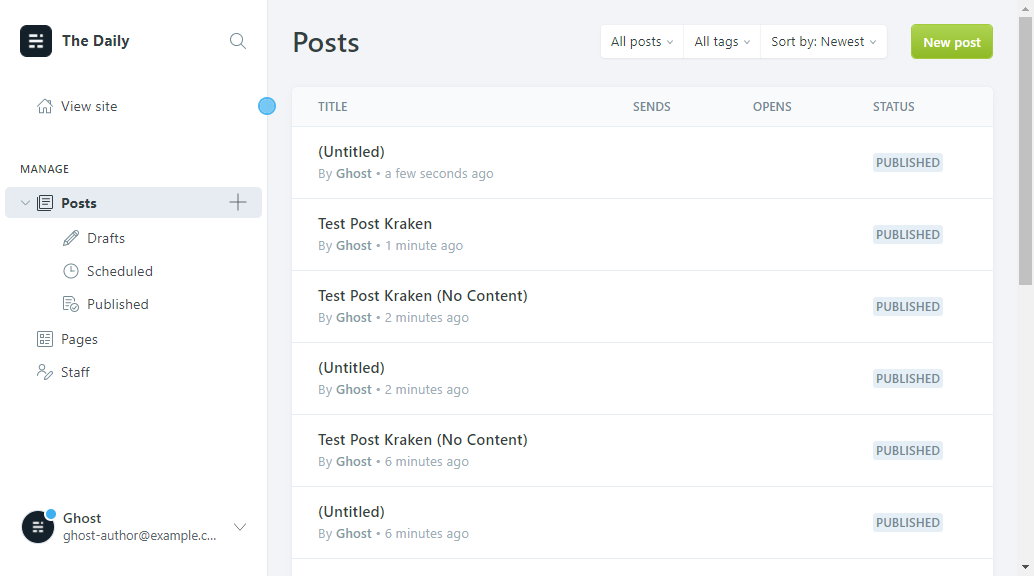 The Daily
View site
MANAGE
Posts
Drafts
Scheduled
Published
Pages
Staff
Ghost
ghost-author@example.c...
Posts
All posts
All tags
Sort by: Newest
New post
TITLE SENDS OPENS STATUS
(Untitled)
By Ghost • a few seconds ago
PUBLISHED
Test Post Kraken
By Ghost • 1 minute ago
PUBLISHED
Test Post Kraken (No Content)
By Ghost • 2 minutes ago
PUBLISHED
(Untitled)
By Ghost • 2 minutes ago
PUBLISHED
Test Post Kraken (No Content)
By Ghost • 6 minutes ago
PUBLISHED
(Untitled)
By Ghost • 6 minutes ago
PUBLISHED